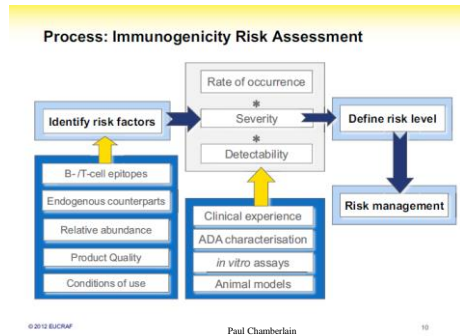 Process: Immunogenicity Risk Assessment
Rate of occurrence
*
Identify risk factors
Severity
Define risk level
*
Detectability
B- /T-cell epitopes
Endogenous counterparts
Relative abundance
Product Quality
Conditions of use
Clinical experience
ADA characterisation
in vitro assays
Animal models
Risk management
© 2012 EUCRAF
Paul Chamberlain
10